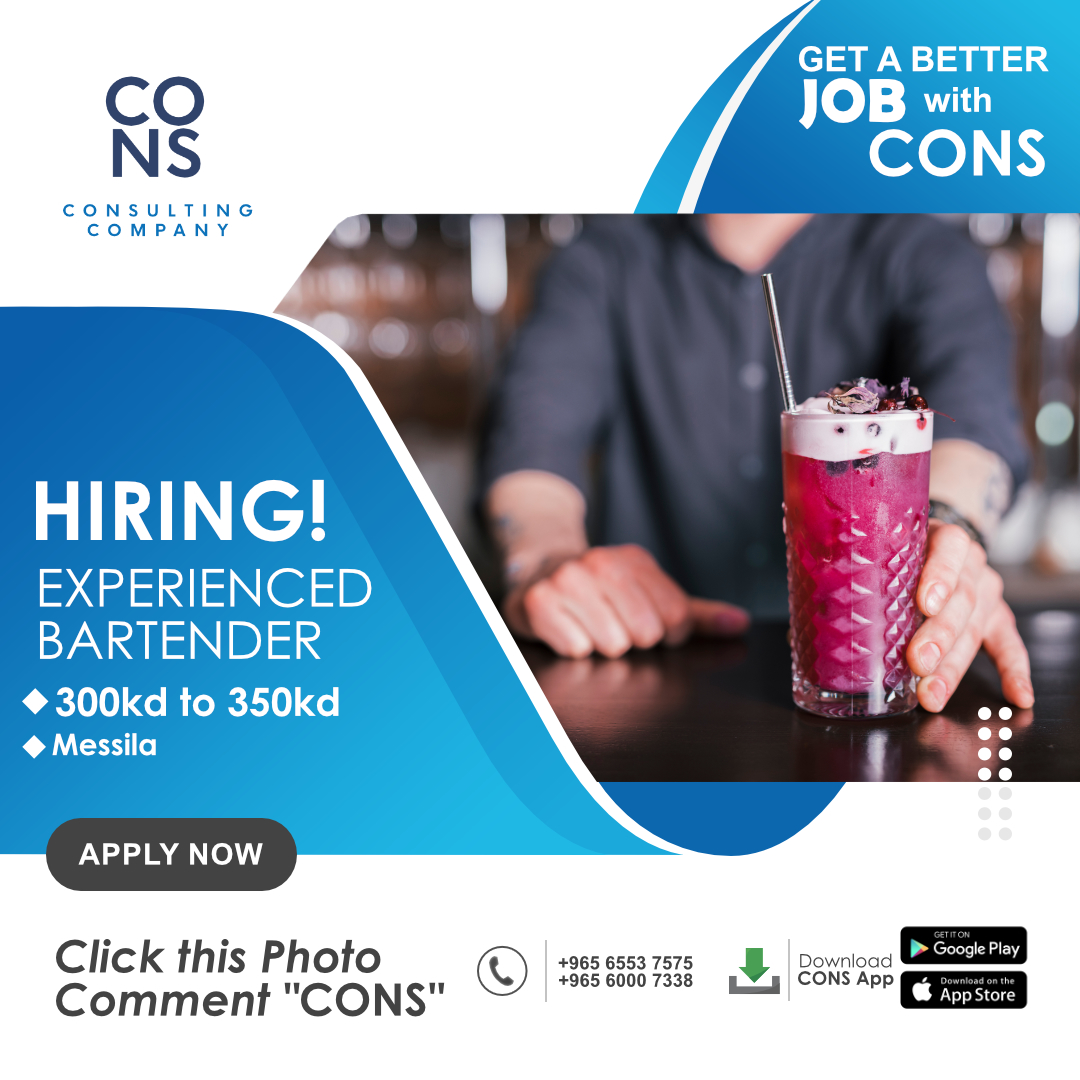 CO
NS
CONSULTING
COMPANY
GET A BETTER
JOB with
CONS
HIRING!
EXPERIENCED
BARTENDER
300kd to 350kd
Messila
APPLY NOW
Click this Photo
Comment "CONS"
+965 6553 7575
+965 6000 7338
Download
CONS App
GET IT ON
Google Play
Download on the
App Store